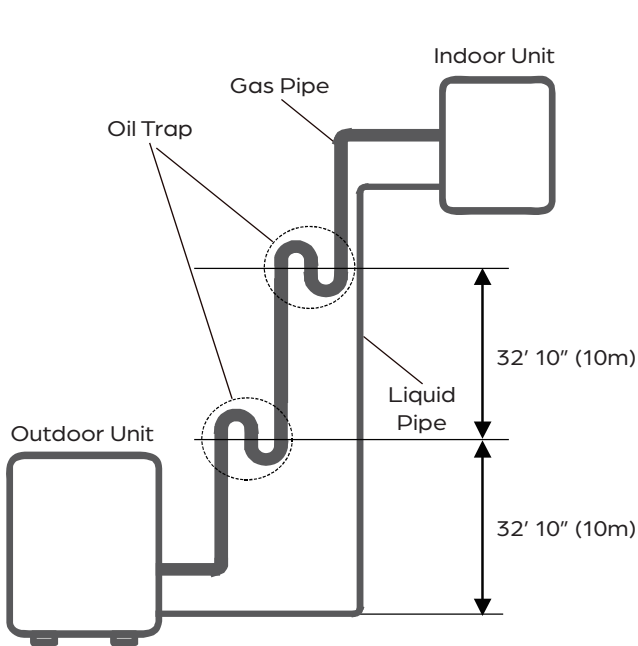 Indoor Unit
Gas Pipe
Oil Trap
32’ 10” (10m)
Liquid
Pipe
Outdoor Unit
32’ 10” (10m)